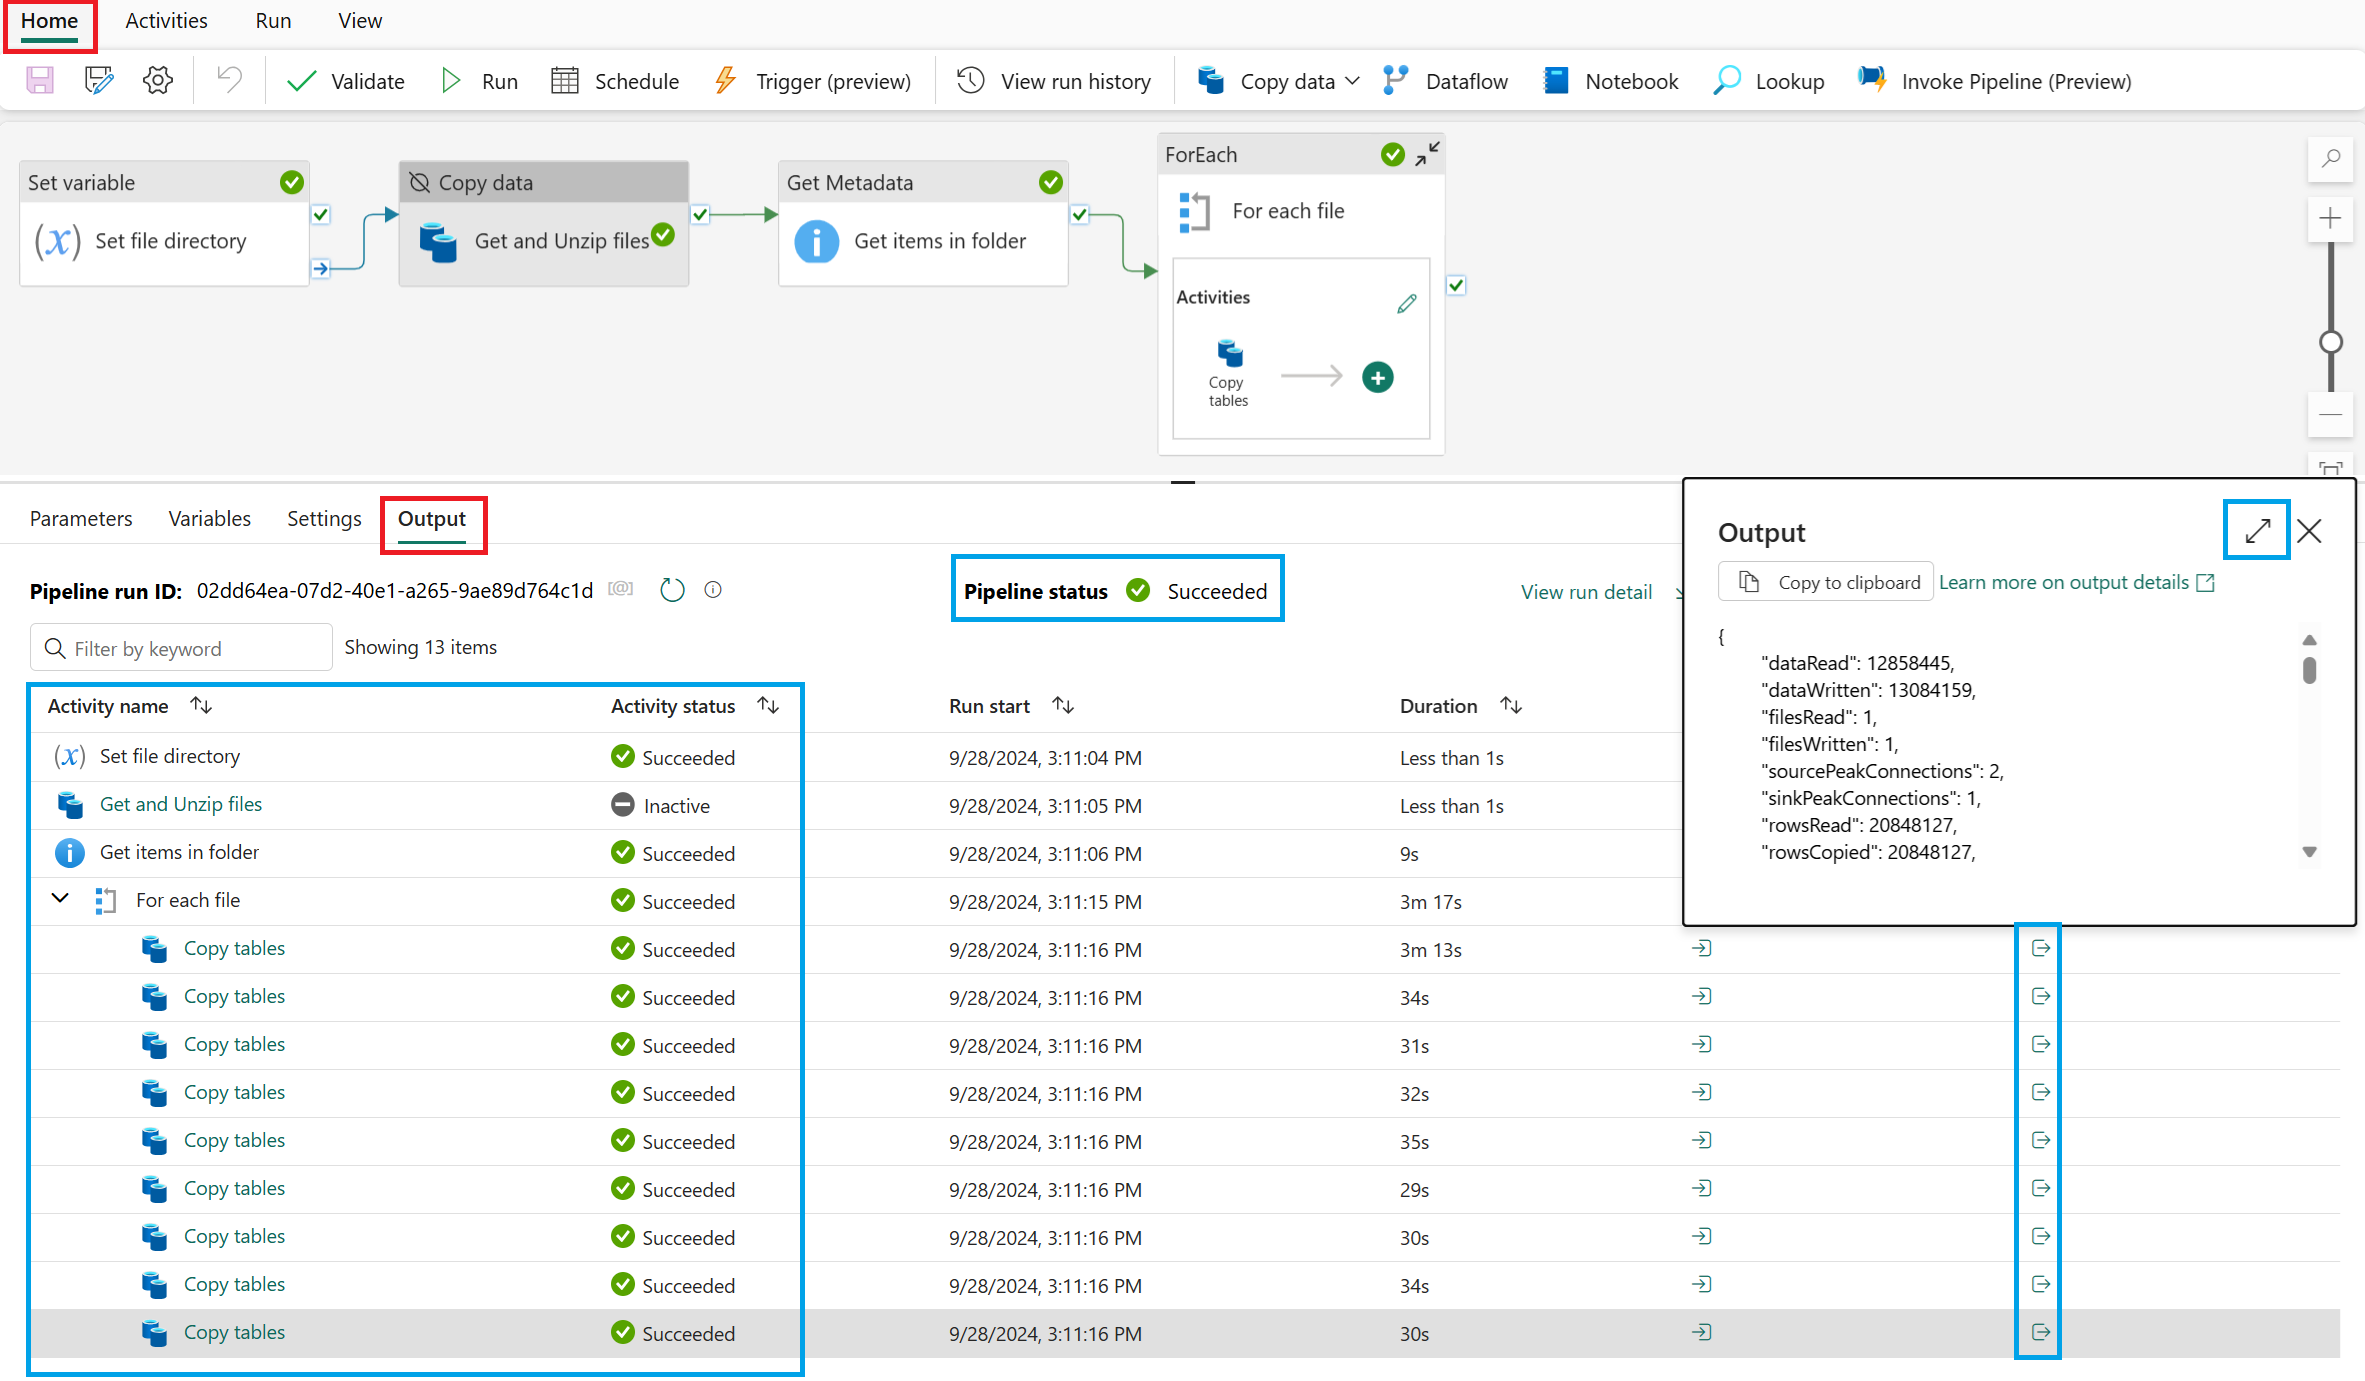 Home Activities Run View
Validate Run Schedule Trigger (preview) View run history Copy data Dataflow Notebook Lookup Invoke Pipeline (Preview)
Set variable
(x) Set file directory
Copy data
Get and Unzip files
Get Metadata
Get items in folder
ForEach
For each file
Activities
Copy
tables
Parameters Variables Settings Output
Pipeline run ID: 02dd64ea-07d2-40e1-a265-9ae89d764c1d [@]
Pipeline status Succeeded
View run detail
Filter by keyword Showing 13 items
Activity name Activity status Run start Duration
(x) Set file directory Succeeded 9/28/2024, 3:11:04 PM Less than 1s
Get and Unzip files Inactive 9/28/2024, 3:11:05 PM Less than 1s
Get items in folder Succeeded 9/28/2024, 3:11:06 PM 9s
For each file Succeeded 9/28/2024, 3:11:15 PM 3m 17s
Copy tables Succeeded 9/28/2024, 3:11:16 PM 3m 13s
Copy tables Succeeded 9/28/2024, 3:11:16 PM 34s
Copy tables Succeeded 9/28/2024, 3:11:16 PM 31s
Copy tables Succeeded 9/28/2024, 3:11:16 PM 32s
Copy tables Succeeded 9/28/2024, 3:11:16 PM 35s
Copy tables Succeeded 9/28/2024, 3:11:16 PM 29s
Copy tables Succeeded 9/28/2024, 3:11:16 PM 30s
Copy tables Succeeded 9/28/2024, 3:11:16 PM 34s
Copy tables Succeeded 9/28/2024, 3:11:16 PM 30s
Output
Copy to clipboard Learn more on output details
{
"dataRead": 12858445,
"dataWritten": 13084159,
"filesRead": 1,
"filesWritten": 1,
"sourcePeakConnections": 2,
"sinkPeakConnections": 1,
"rowsRead": 20848127,
"rowsCopied": 20848127,